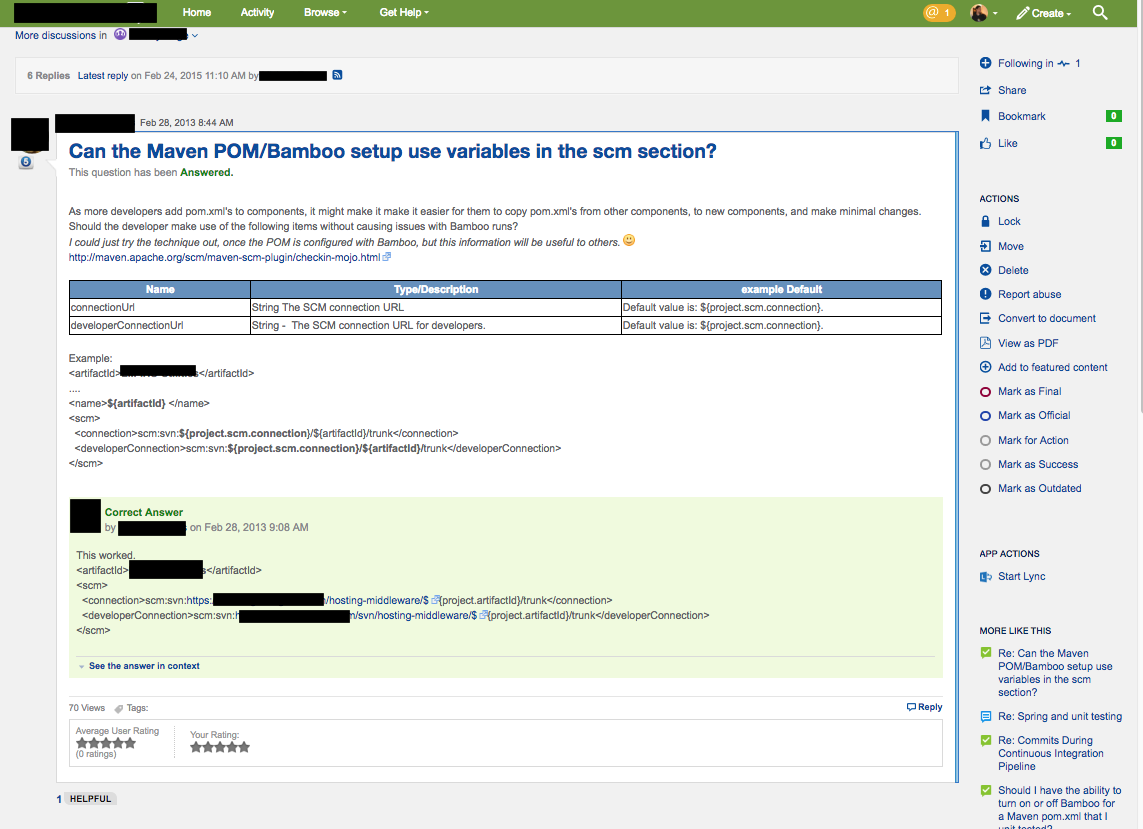 Home Activity Browse Get Help @ 1 Create
More discussions in
6 Replies Latest reply on Feb 24, 2015 11:10 AM by
Feb 28, 2013 8:44 AM
6
Can the Maven POM/Bamboo setup use variables in the scm section?
This question has been Answered.
As more developers add pom.xml's to components, it might make it make it easier for them to copy pom.xml's from other components, to new components, and make minimal changes.
Should the developer make use of the following items without causing issues with Bamboo runs?
I could just try the technique out, once the POM is configured with Bamboo, but this information will be useful to others.
http://maven.apache.org/scm/maven-scm-plugin/checkin-mojo.html
Name Type/Description example Default
connectionUrl String The SCM connection URL Default value is: ${project.scm.connection}.
developerConnectionUrl String - The SCM connection URL for developers. Default value is: ${project.scm.connection}.
Example:
<artifactId> </artifactId>
....
<name>${artifactId} </name>
<scm>
<connection>scm:svn:${project.scm.connection}/${artifactId}/trunk</connection>
<developerConnection>scm:svn:${project.scm.connection}/${artifactId}/trunk</developerConnection>
</scm>
Correct Answer
by on Feb 28, 2013 9:08 AM
This worked.
<artifactId> s</artifactId>
<scm>
<connection>scm:svn:https: /hosting-middleware/${project.artifactId}/trunk</connection>
<developerConnection>scm:svn:h m/svn/hosting-middleware/${project.artifactId}/trunk</developerConnection>
</scm>
See the answer in context
70 Views Tags: Reply
Average User Rating
(0 ratings)
Your Rating:
1 HELPFUL
Following in 1
Share
Bookmark 0
Like 0
ACTIONS
Lock
Move
Delete
Report abuse
Convert to document
View as PDF
Add to featured content
Mark as Final
Mark as Official
Mark for Action
Mark as Success
Mark as Outdated
APP ACTIONS
Start Lync
MORE LIKE THIS
Re: Can the Maven
POM/Bamboo setup use
variables in the scm
section?
Re: Spring and unit testing
Re: Commits During
Continuous Integration
Pipeline
Should I have the ability to
turn on or off Bamboo for
a Maven pom.xml that I
unit tested?